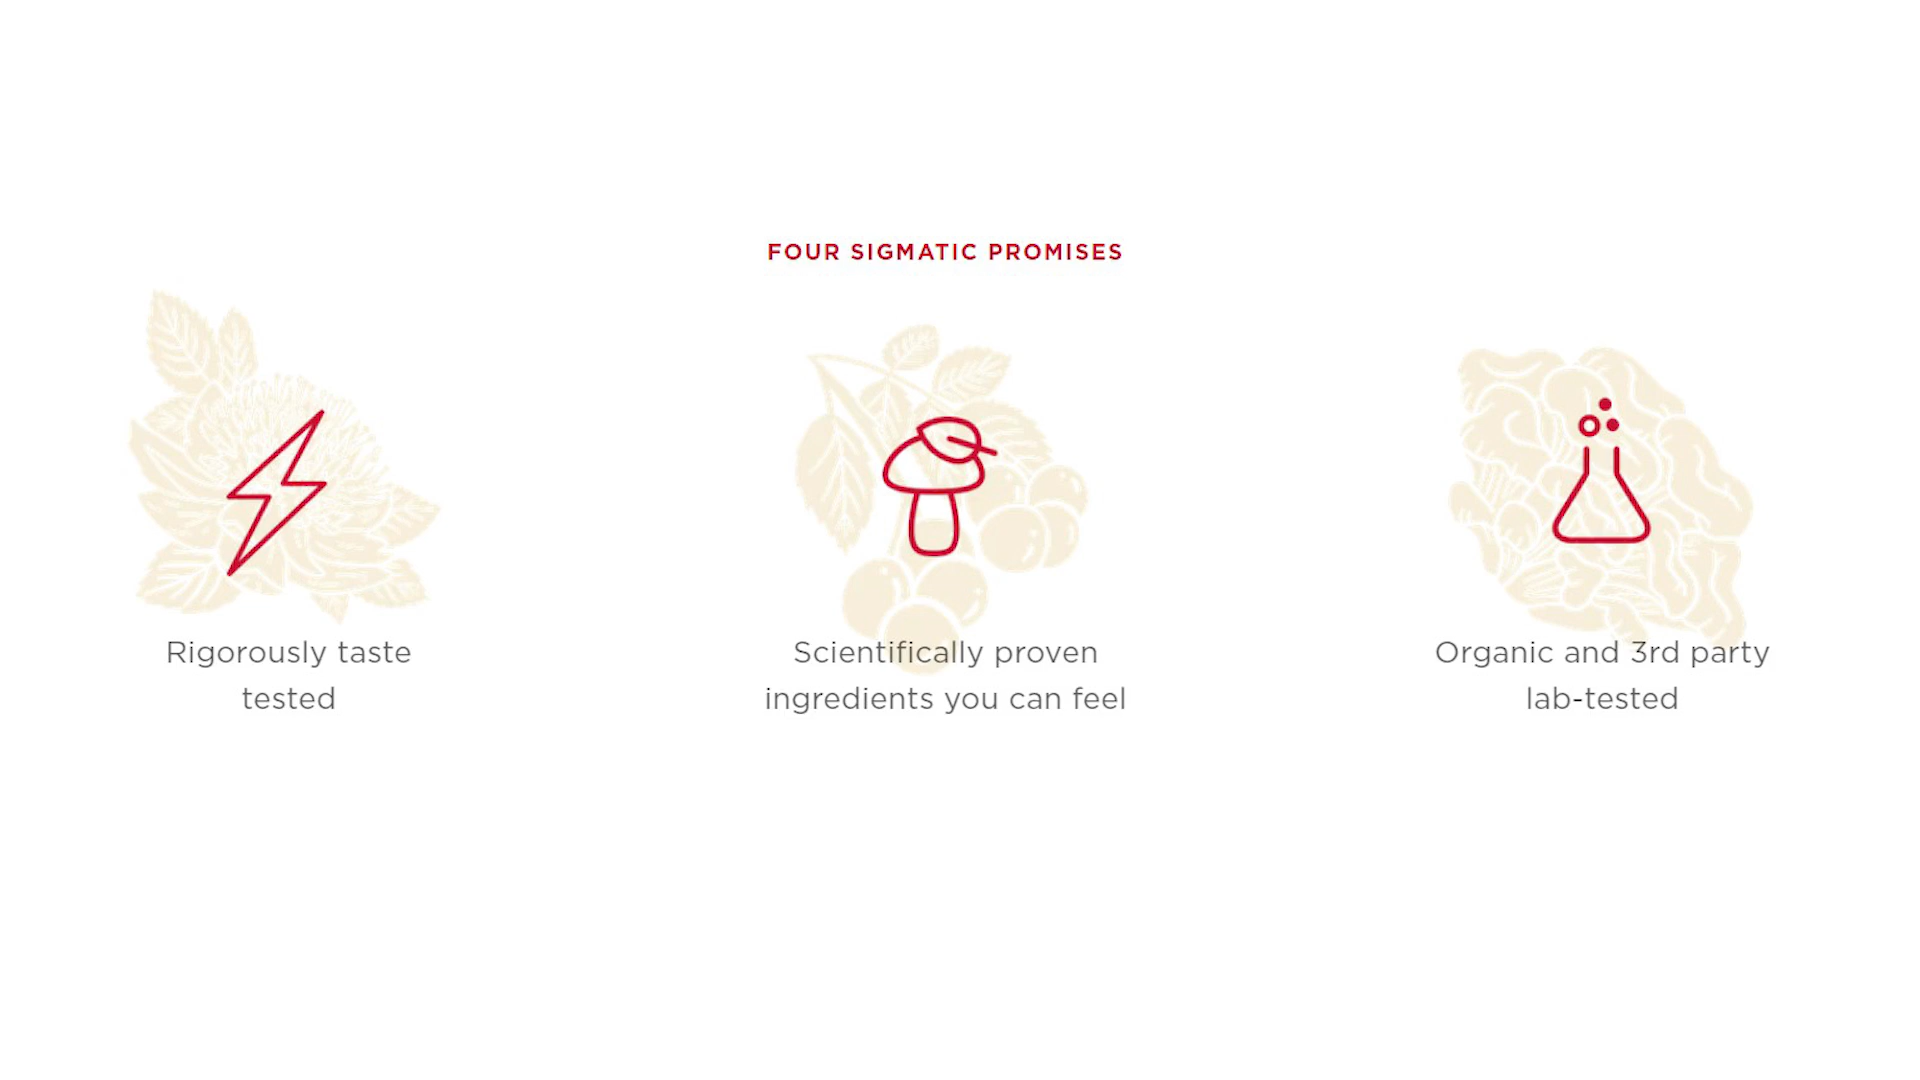 FOUR SIGMATIC PROMISES
Rigorously taste
tested
Scientifically proven
ingredients you can feel
Organic and 3rd party
lab-tested